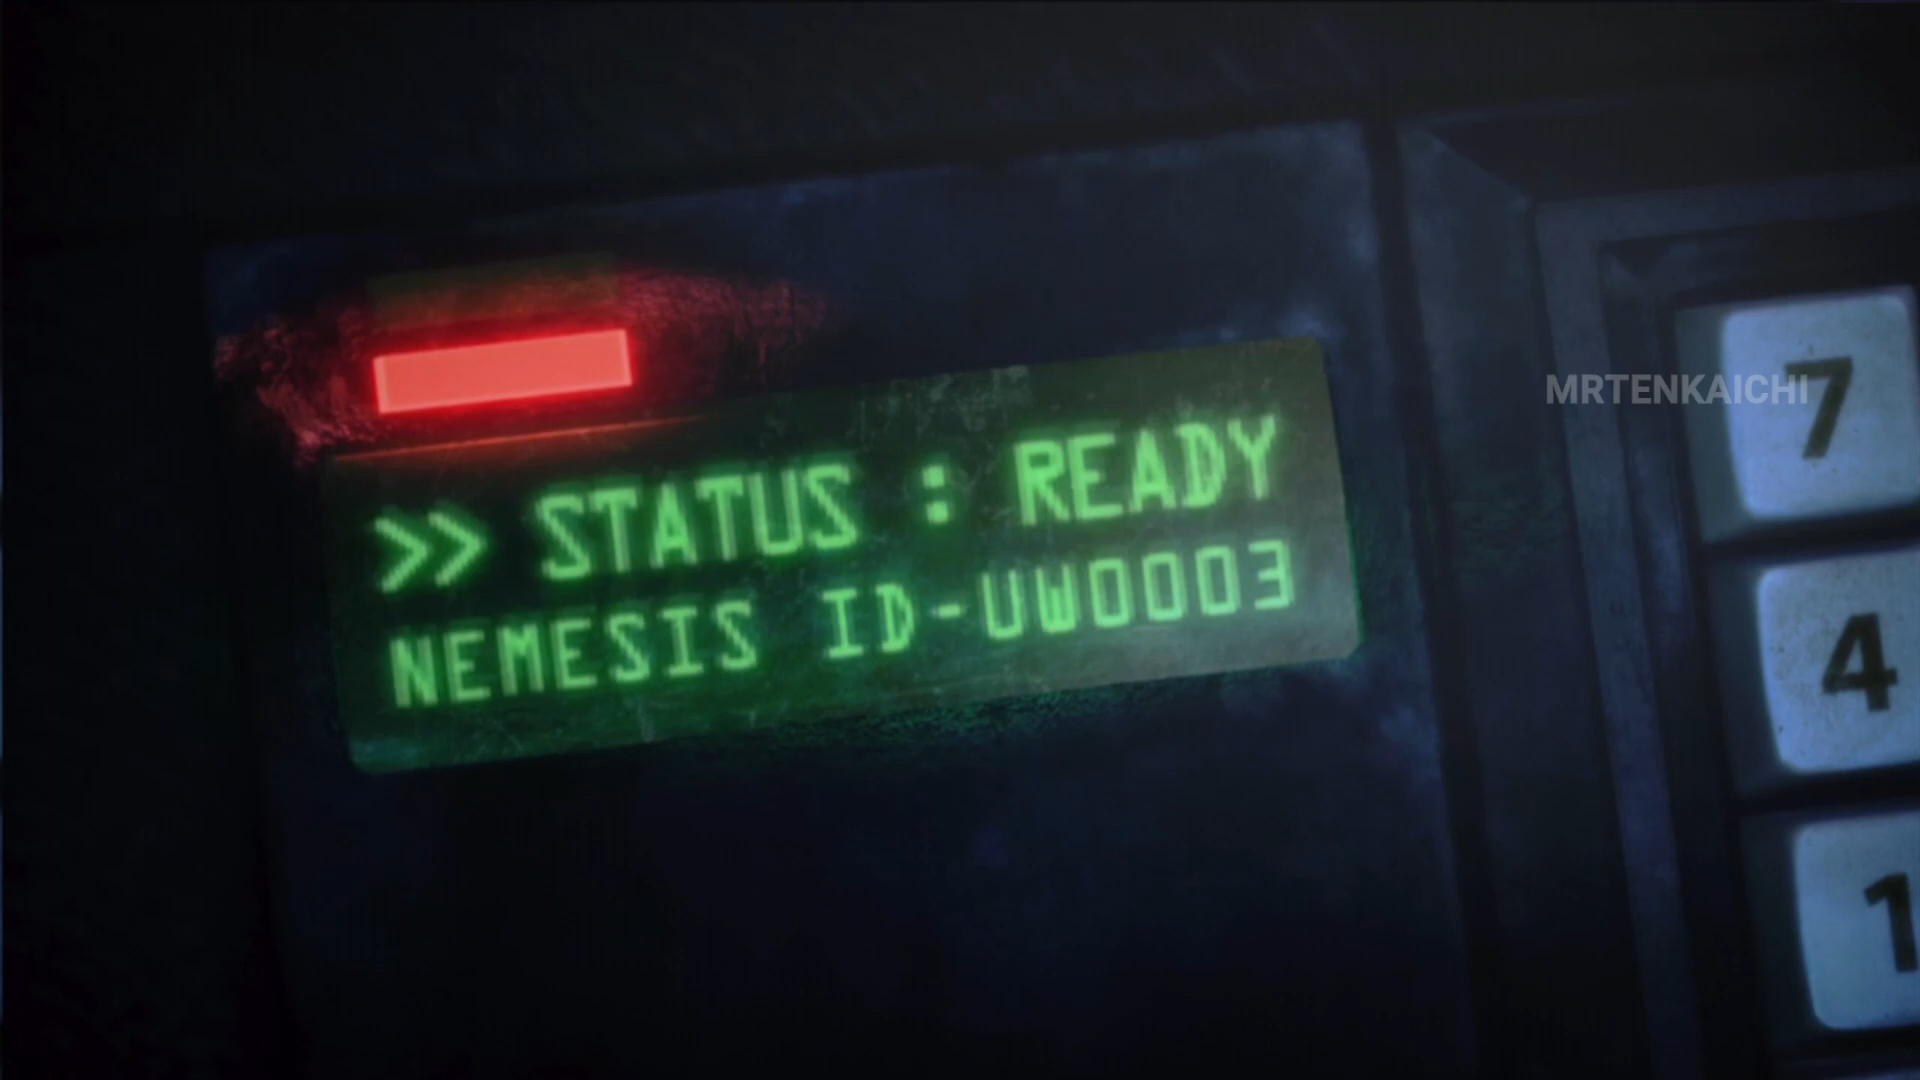 >> STATUS : READY
NEMESIS ID-UW0003
MRTENKAICHI
7
4
1